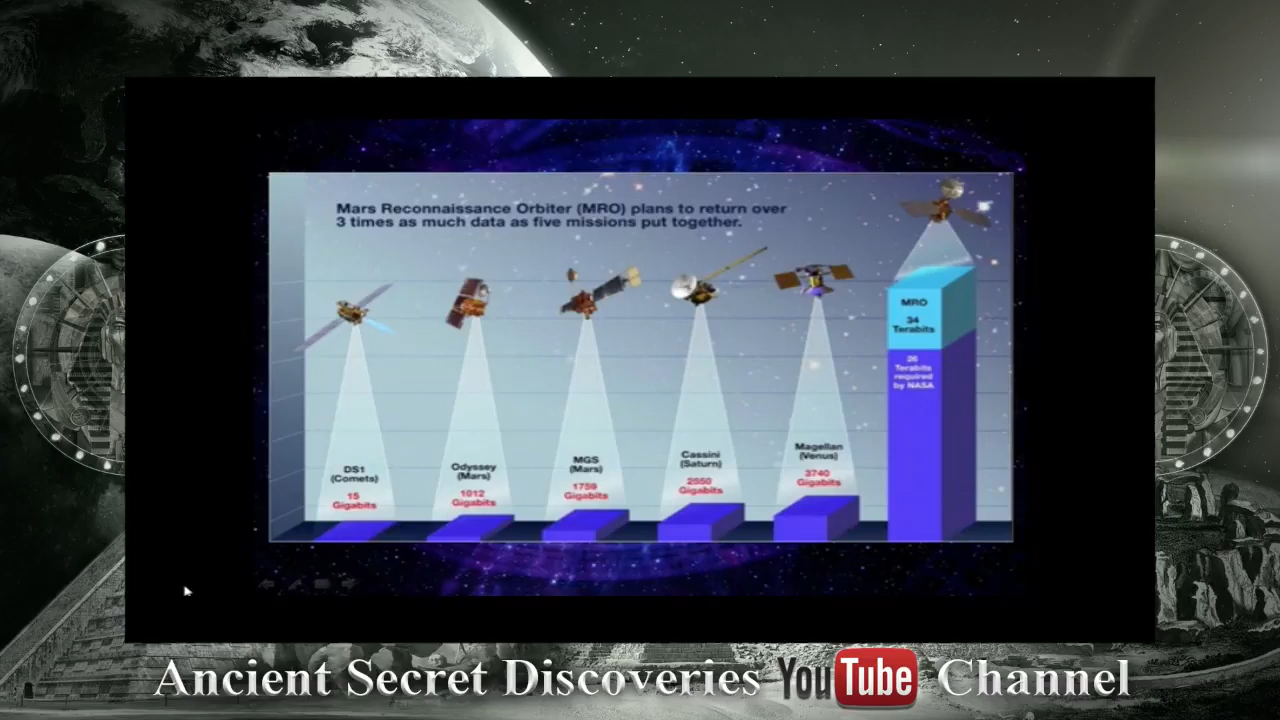 Mars Reconnaissance Orbiter (MRO) plans to return over
3 times as much data as five missions put together.
MRO
34
Terabits
26
Terabits
required
by NASA
DS1
(Comets)
15
Gigabits
Odyssey
(Mars)
1012
Gigabits
MGS
(Mars)
1759
Gigabits
Cassini
(Saturn)
2550
Gigabits
Magellan
(Venus)
3740
Gigabits
Ancient Secret Discoveries YouTube Channel